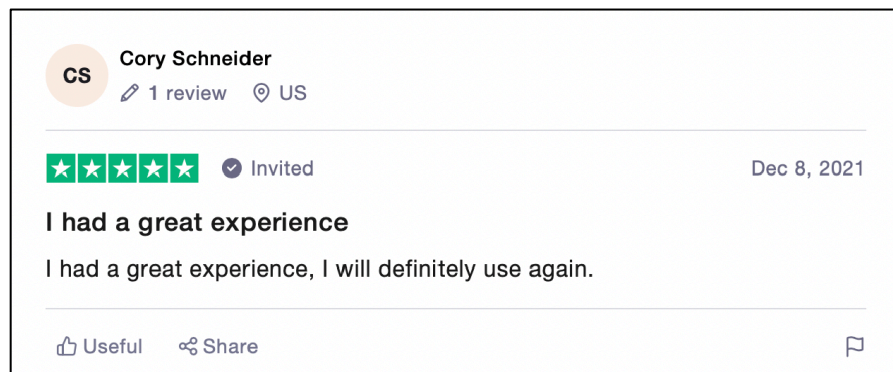 Cory Schneider
CS
1 review US
Invited Dec 8, 2021
I had a great experience
I had a great experience, I will definitely use again.
Useful Share